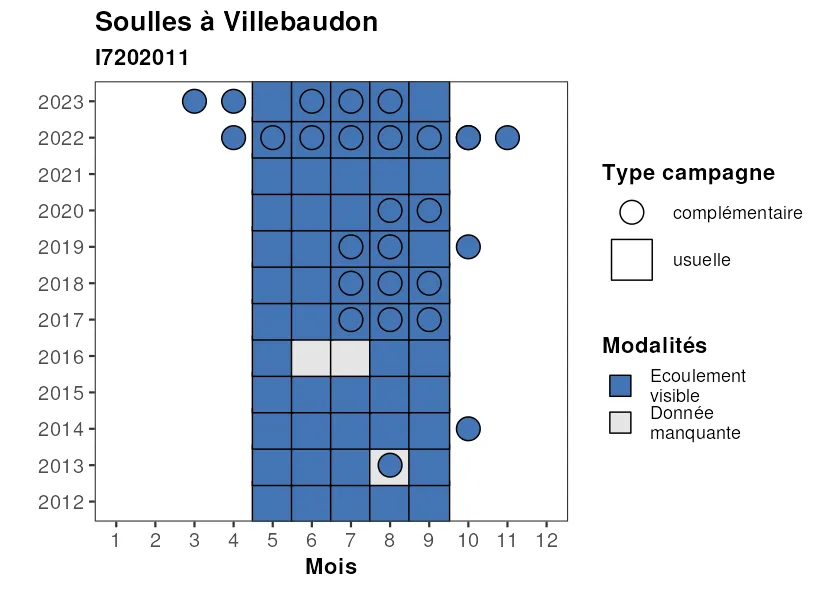 Soulles à Villebaudon
I7202011
2023
2022
2021
2020
2019
2018
2017
2016
2015
2014
2013
2012
1 2 3 4 5 6 7 8 9 10 11 12
Mois
Type campagne
complémentaire
usuelle
Modalités
Ecoulement
visible
Donnée
manquante